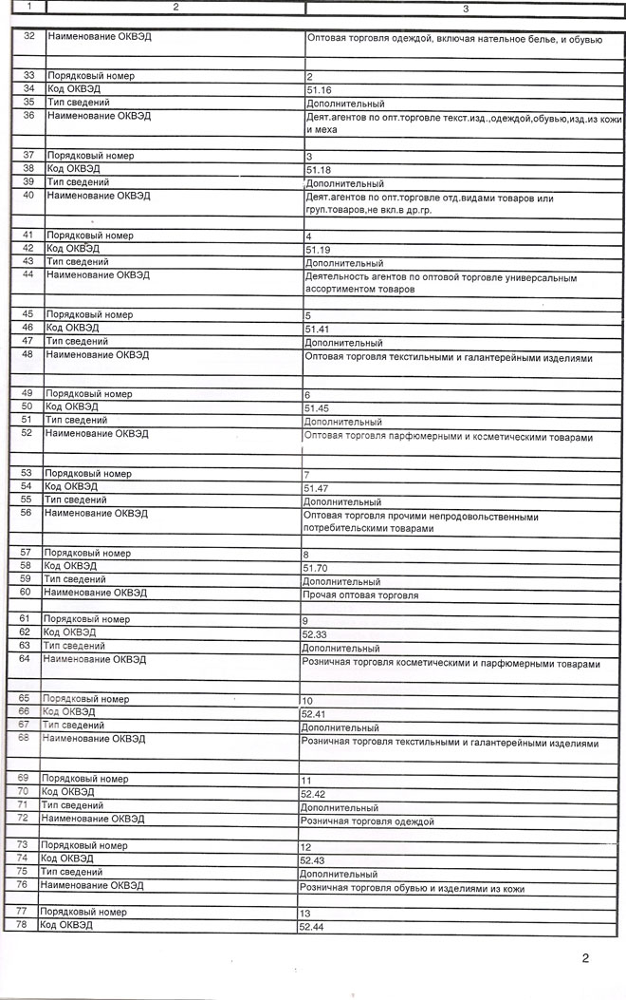 1 2 3
32 Наименование ОКВЭД Оптовая торговля одеждой, включая нательное белье, и обувью
33 Порядковый номер 2
34 Код ОКВЭД 51.16
35 Тип сведений Дополнительный
36 Наименование ОКВЭД Деят.агентов по опт.торговле текст.изд.,одеждой,обувью,изд.из кожи
и меха
37 Порядковый номер 3
38 Код ОКВЭД 51.18
39 Тип сведений Дополнительный
40 Наименование ОКВЭД Деят.агентов по опт.торговле отд.видами товаров или
груп.товаров,не вкл.в др.гр.
41 Порядковый номер 4
42 Код ОКВЭД 51.19
43 Тип сведений Дополнительный
44 Наименование ОКВЭД Деятельность агентов по оптовой торговле универсальным
ассортиментом товаров
45 Порядковый номер 5
46 Код ОКВЭД 51.41
47 Тип сведений Дополнительный
48 Наименование ОКВЭД Оптовая торговля текстильными и галантерейными изделиями
49 Порядковый номер 6
50 Код ОКВЭД 51.45
51 Тип сведений Дополнительный
52 Наименование ОКВЭД Оптовая торговля парфюмерными и косметическими товарами
53 Порядковый номер 7
54 Код ОКВЭД 51.47
55 Тип сведений Дополнительный
56 Наименование ОКВЭД Оптовая торговля прочими непродовольственными
потребительскими товарами
57 Порядковый номер 8
58 Код ОКВЭД 51.70
59 Тип сведений Дополнительный
60 Наименование ОКВЭД Прочая оптовая торговля
61 Порядковый номер 9
62 Код ОКВЭД 52.33
63 Тип сведений Дополнительный
64 Наименование ОКВЭД Розничная торговля косметическими и парфюмерными товарами
65 Порядковый номер 10
66 Код ОКВЭД 52.41
67 Тип сведений Дополнительный
68 Наименование ОКВЭД Розничная торговля текстильными и галантерейными изделиями
69 Порядковый номер 11
70 Код ОКВЭД 52.42
71 Тип сведений Дополнительный
72 Наименование ОКВЭД Розничная торговля одеждой
73 Порядковый номер 12
74 Код ОКВЭД 52.43
75 Тип сведений Дополнительный
76 Наименование ОКВЭД Розничная торговля обувью и изделиями из кожи
77 Порядковый номер 13
78 Код ОКВЭД 52.44
2